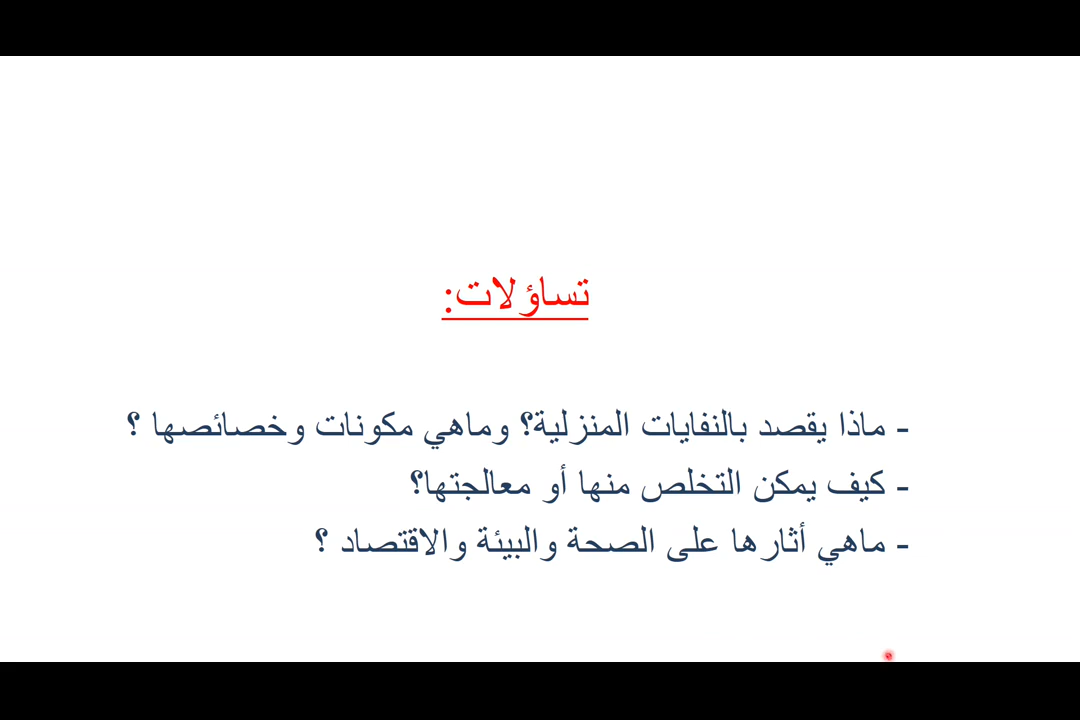 تساؤلات:
- ماذا يقصد بالنفايات المنزلية؟ وماهي مكونات وخصائصها ؟
- كيف يمكن التخلص منها أو معالجتها؟
- ماهي أثارها على الصحة والبيئة والاقتصاد ؟